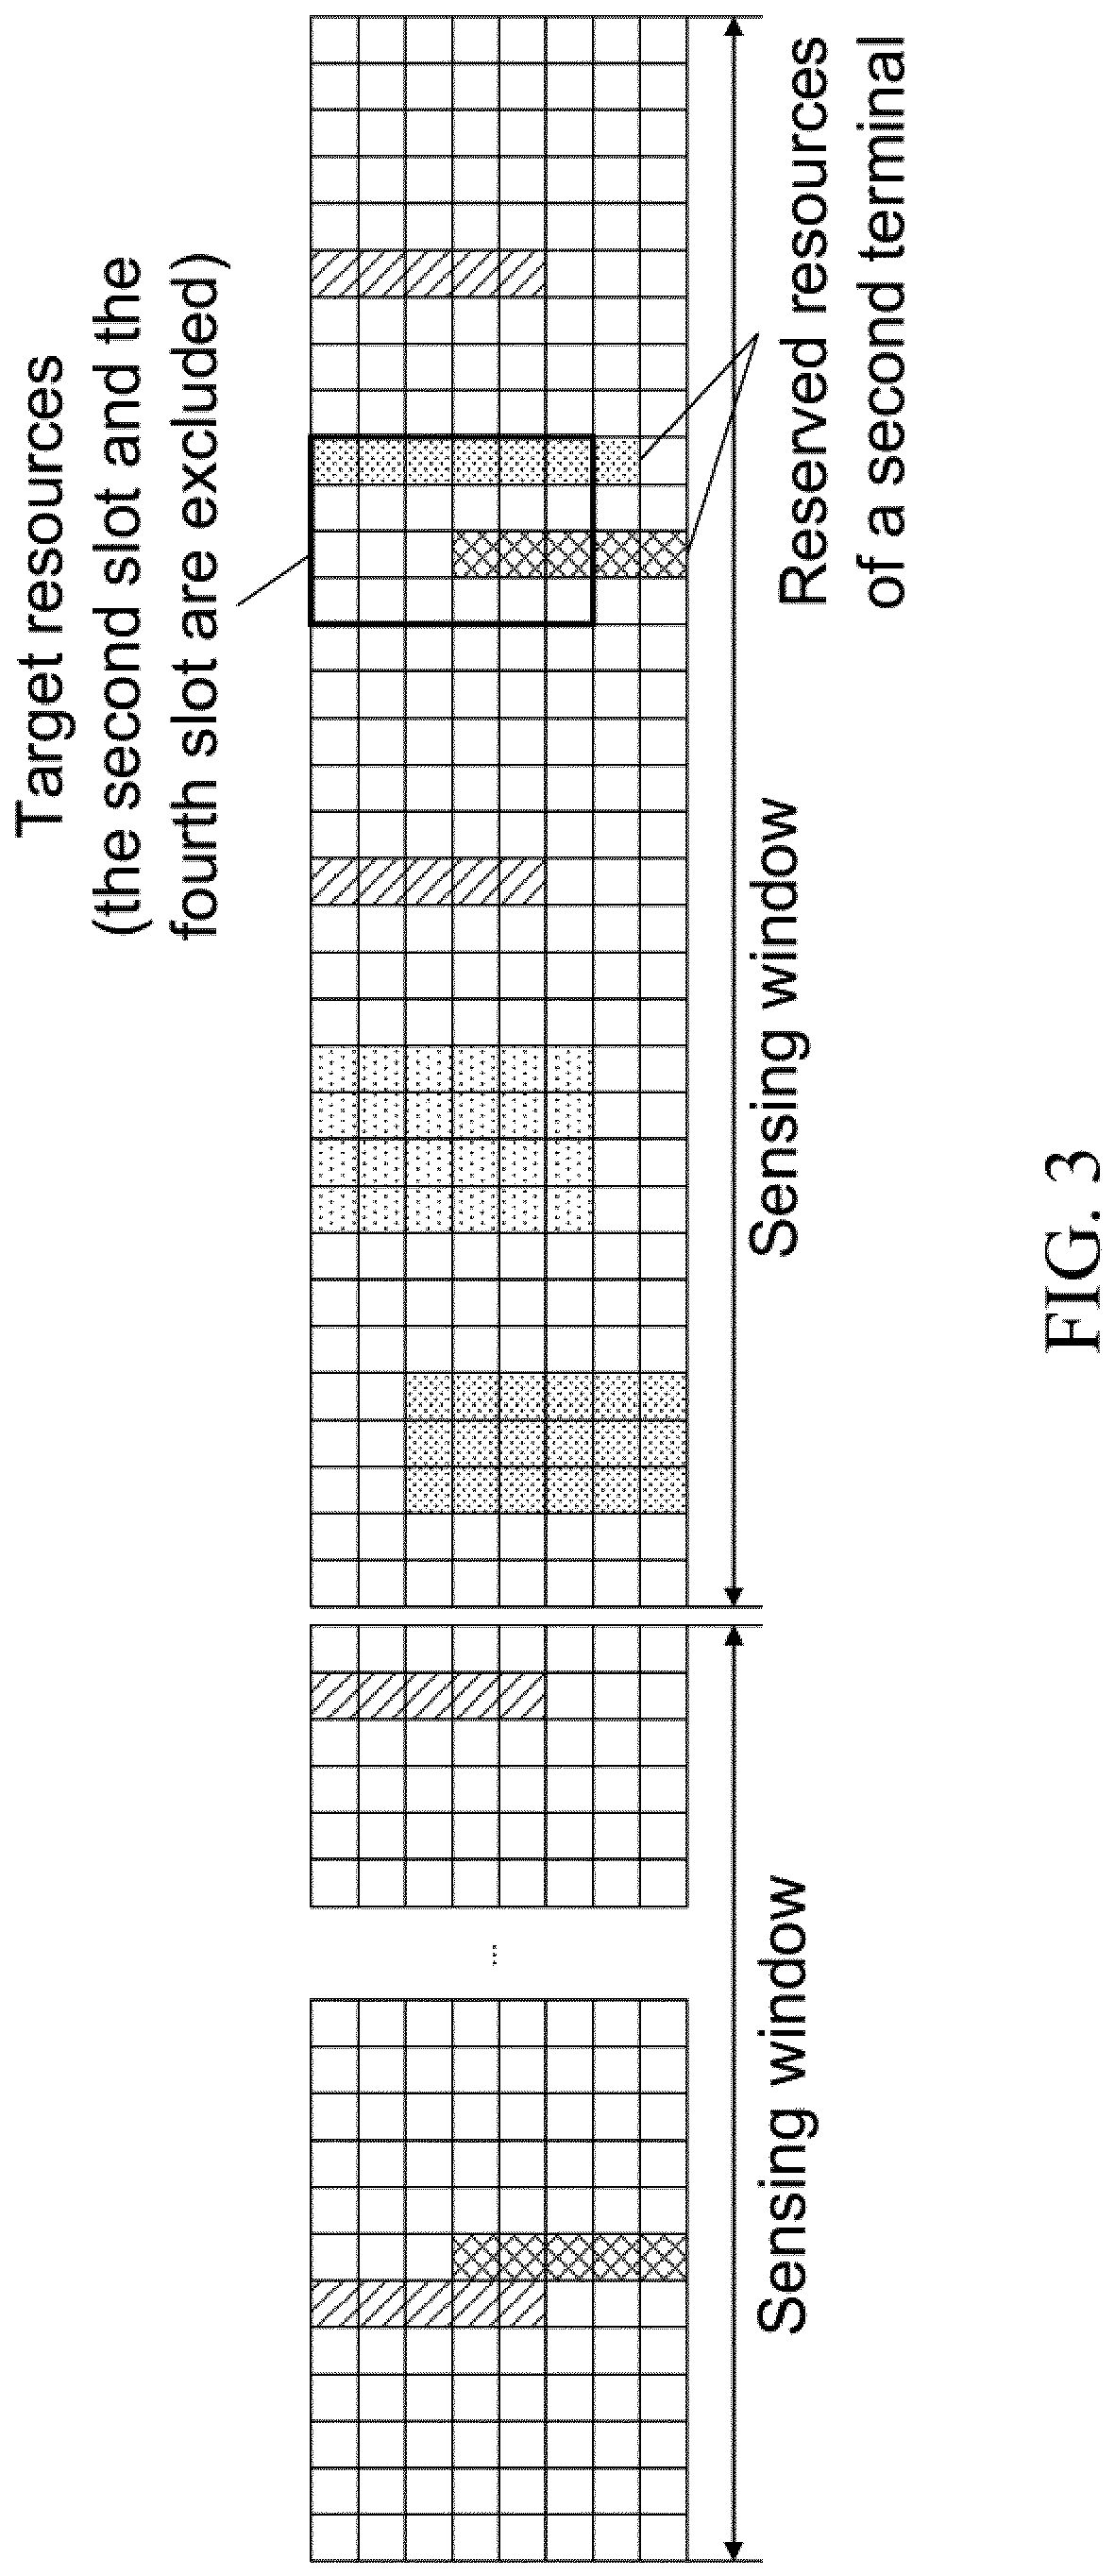 Target resources
(the second slot and the
fourth slot are excluded)
...
Sensing window
Sensing window
Reserved resources
of a second terminal
FIG. 3